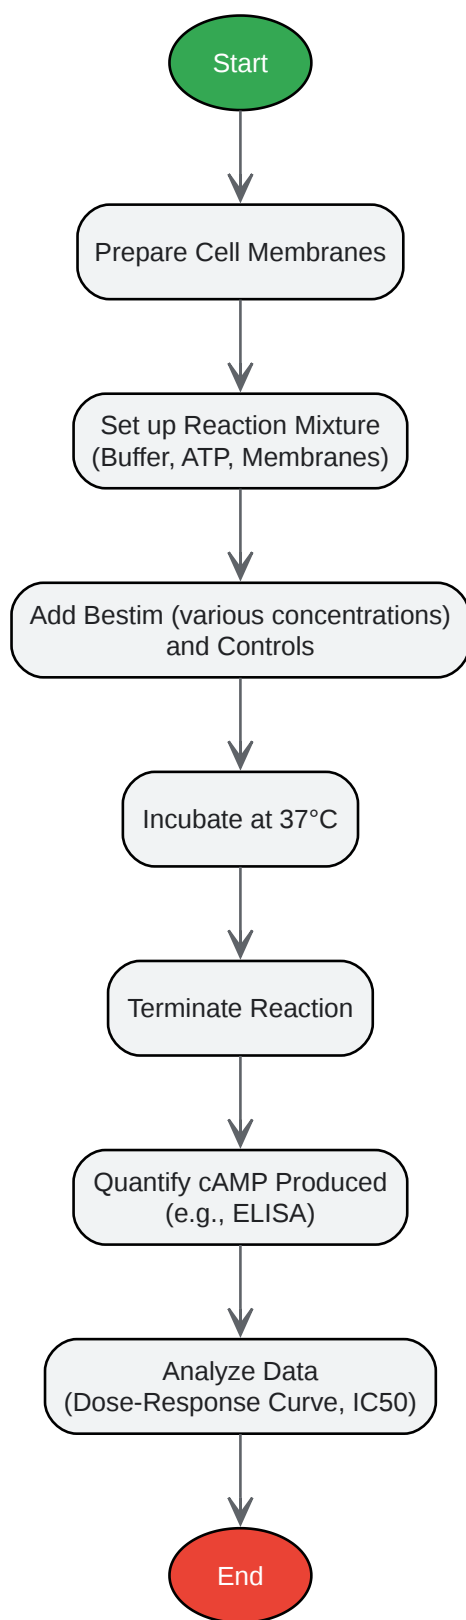 Start
Prepare Cell Membranes
Set up Reaction Mixture
(Buffer, ATP, Membranes)
Add Bestim (various concentrations)
and Controls
Incubate at 37°C
Terminate Reaction
Quantify cAMP Produced
(e.g., ELISA)
Analyze Data
(Dose-Response Curve, IC50)
End